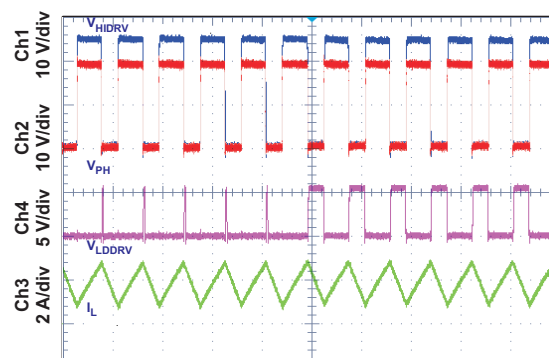 Ch1
10 V/div
V_HIDRV
Ch2
10 V/div
V_PH
Ch4
5 V/div
V_LDDRV
Ch3
2 A/div
I_L